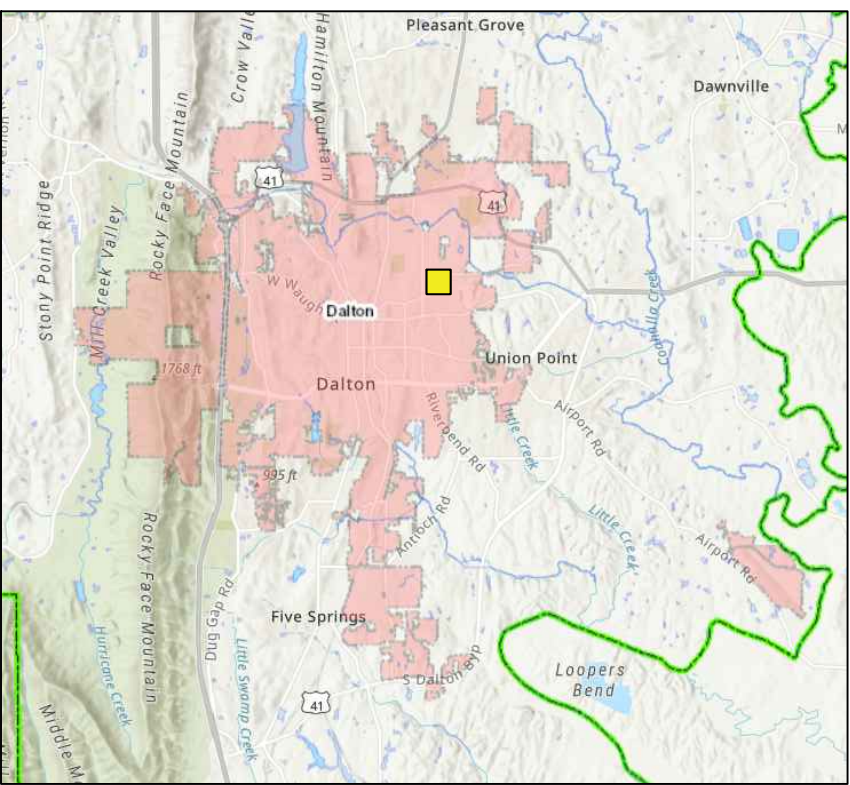 Pleasant Grove
Crow Valle
Hamilton Mountain
Dawnville
41
41
Stony Point Ridge
Rocky Face Mountain
Mill Creek Valley
W Waugh
Dalton
Coahulla Creek
Union Point
1768 ft
Dalton
Riverbend Rd
Airport Rd
ittle Creek
995 ft
Antioch Rd
Little Creek
Airport Rd
Rocky Face Mountain
Dug Gap Rd
Five Springs
Hurricane Creek
Little Swamp Creek
S Dalton Byp
Loopers
Bend
41
Middle M